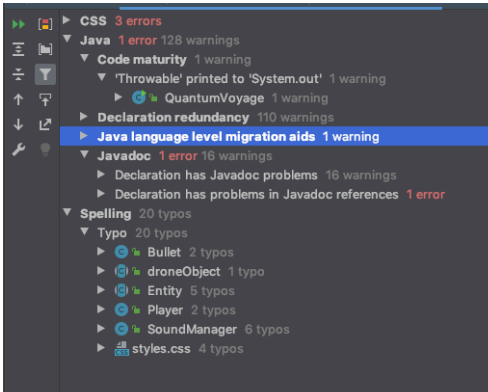 CSS 3 errors
Java 1 error 128 warnings
Code maturity 1 warning
'Throwable' printed to 'System.out' 1 warning
QuantumVoyage 1 warning
Declaration redundancy 110 warnings
Java language level migration aids 1 warning
Javadoc 1 error 16 warnings
Declaration has Javadoc problems 16 warnings
Declaration has problems in Javadoc references 1 error
Spelling 20 typos
Typo 20 typos
Bullet 2 typos
droneObject 1 typo
Entity 5 typos
Player 2 typos
SoundManager 6 typos
styles.css 4 typos